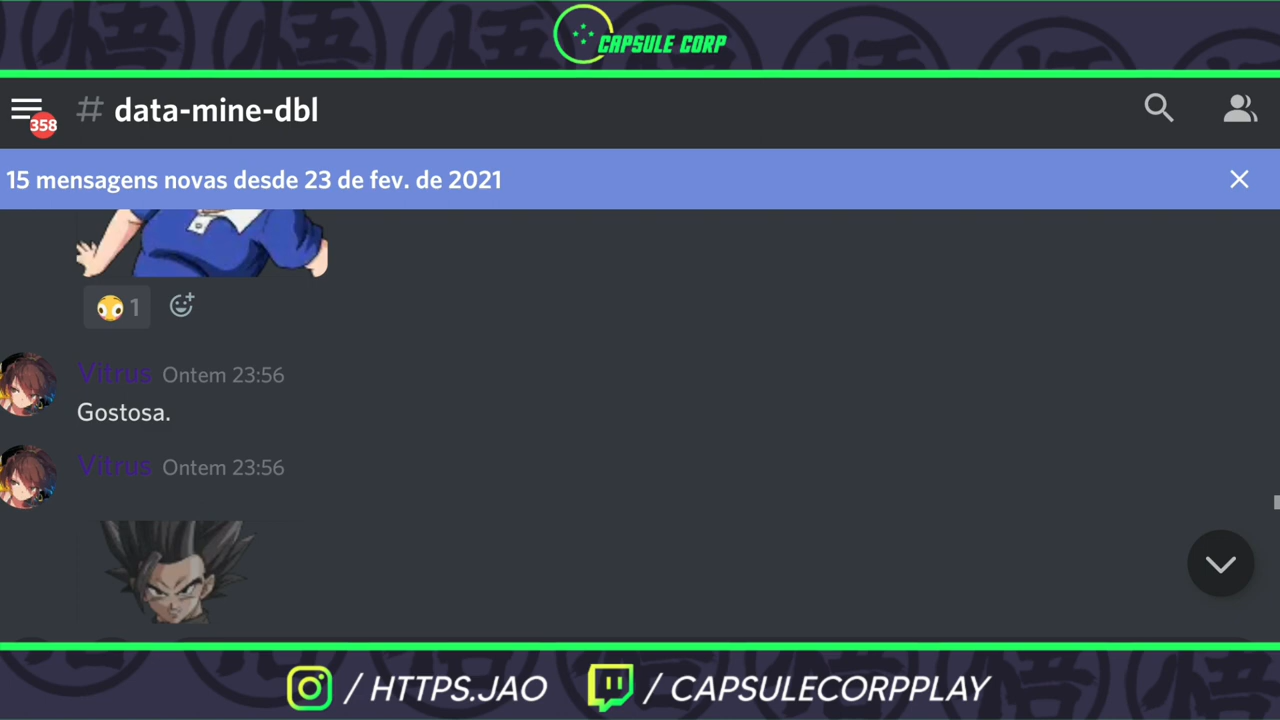 CAPSULE CORP
358
# data-mine-dbl
15 mensagens novas desde 23 de fev. de 2021
1
Vitrus Ontem 23:56
Gostosa.
Vitrus Ontem 23:56
/ HTTPS.JAO / CAPSULECORPPLAY